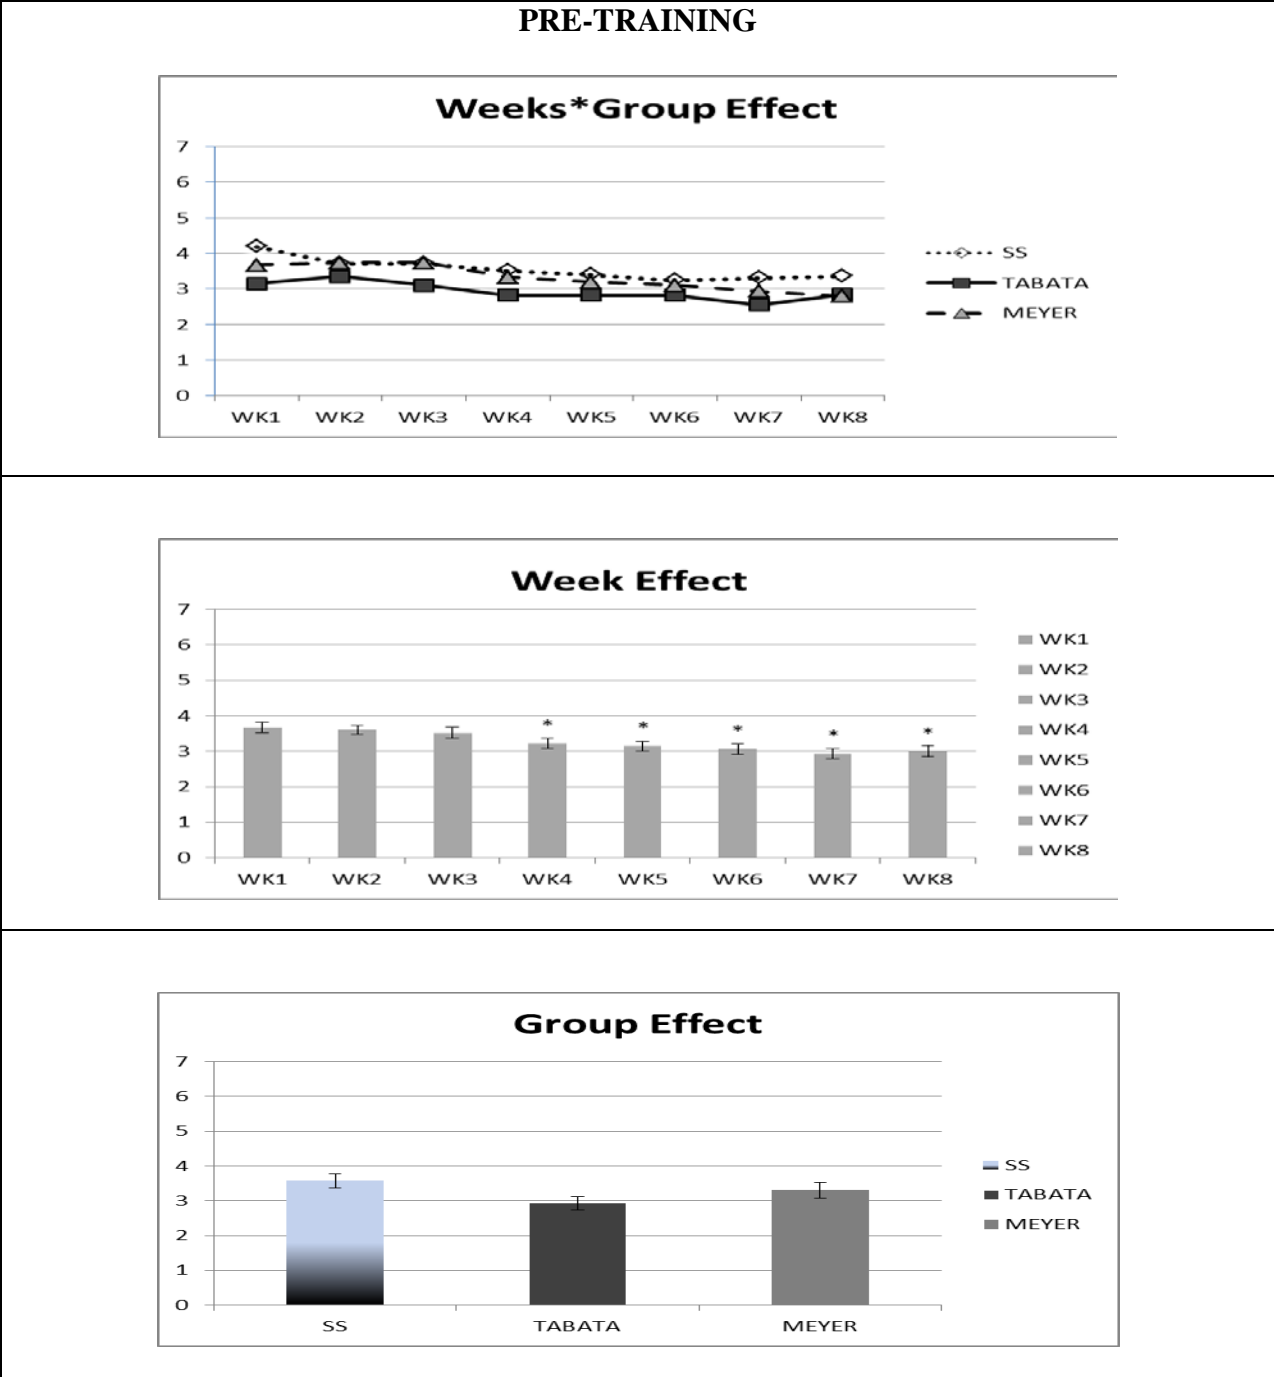 PRE-TRAINING
Weeks*Group Effect
7
6
5
4
3
2
1
0
WK1 WK2 WK3 WK4 WK5 WK6 WK7 WK8
SS
TABATA
MEYER
Week Effect
7
6
5
4
3
2
1
0
* * * * *
WK1 WK2 WK3 WK4 WK5 WK6 WK7 WK8
WK1
WK2
WK3
WK4
WK5
WK6
WK7
WK8
Group Effect
7
6
5
4
3
2
1
0
SS TABATA MEYER
SS
TABATA
MEYER